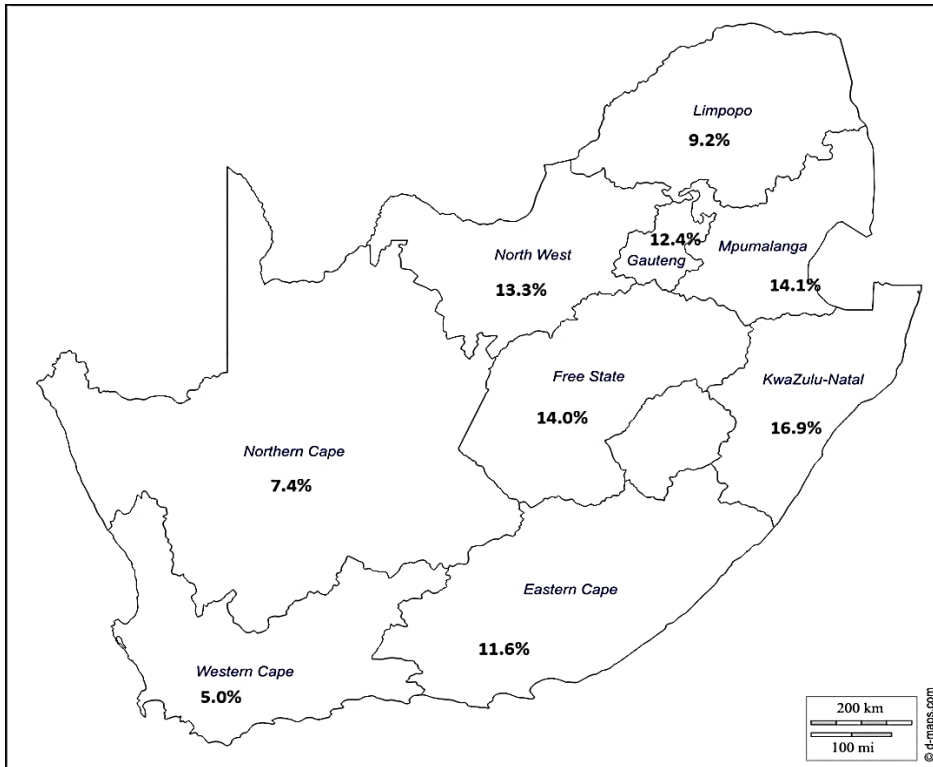 Limpopo
9.2%
12.4%
Gauteng
Mpumalanga
14.1%
North West
13.3%
Free State
14.0%
KwaZulu-Natal
16.9%
Northern Cape
7.4%
Eastern Cape
11.6%
Western Cape
5.0%
200 km
100 mi
© d-maps.com